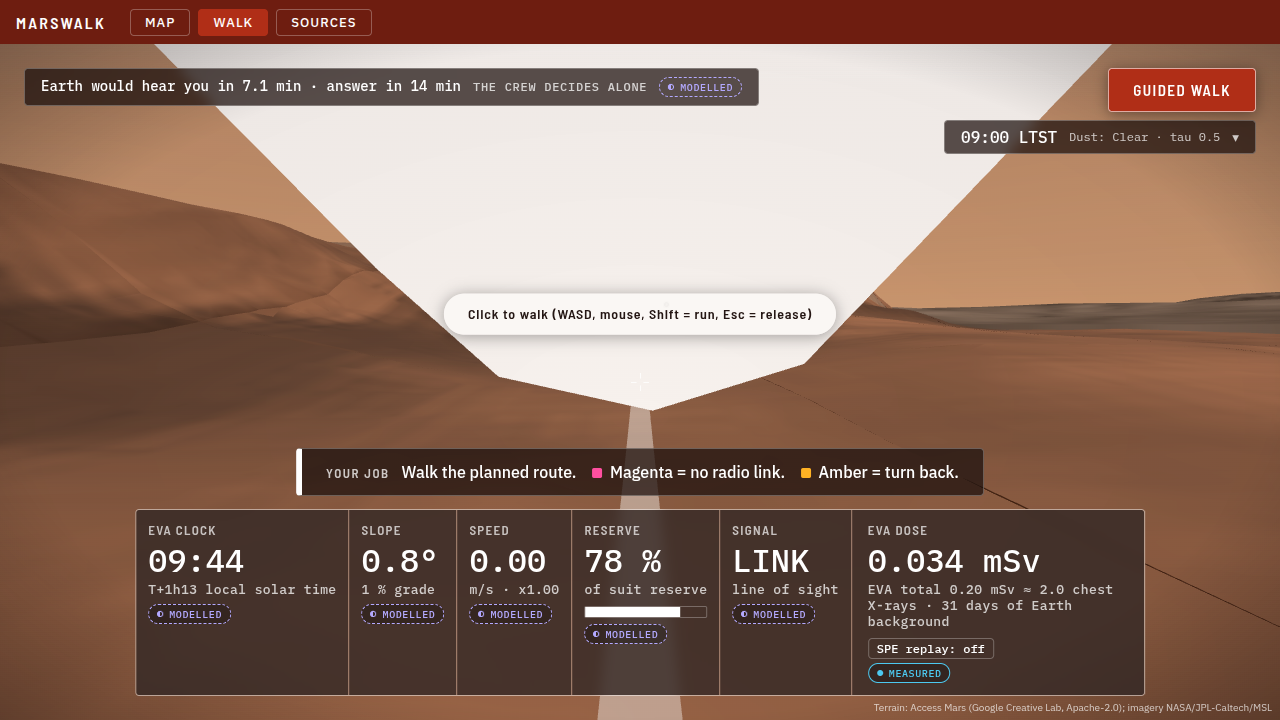 MARSWALK
MAP
WALK
SOURCES
Earth would hear you in 7.1 min · answer in 14 min THE CREW DECIDES ALONE ◐ MODELLED
GUIDED WALK
09:00 LTST Dust: Clear · tau 0.5 ▼
Click to walk (WASD, mouse, Shift = run, Esc = release)
YOUR JOB Walk the planned route. Magenta = no radio link. Amber = turn back.
EVA CLOCK
09:44
T+1h13 local solar time
◐ MODELLED
SLOPE
0.8°
1 % grade
◐ MODELLED
SPEED
0.00
m/s · x1.00
◐ MODELLED
RESERVE
78 %
of suit reserve
◐ MODELLED
SIGNAL
LINK
line of sight
◐ MODELLED
EVA DOSE
0.034 mSv
EVA total 0.20 mSv ≈ 2.0 chest
X-rays · 31 days of Earth
background
SPE replay: off
● MEASURED
Terrain: Access Mars (Google Creative Lab, Apache-2.0); imagery NASA/JPL-Caltech/MSL